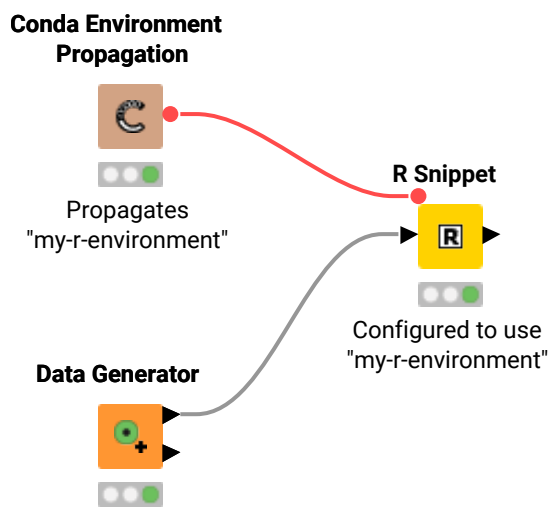 Conda Environment
Propagation
Propagates
"my-r-environment"
R Snippet
R
Configured to use
"my-r-environment"
Data Generator